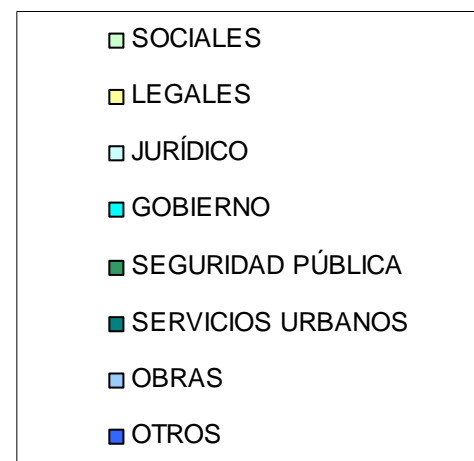 SOCIALES
LEGALES
JURÍDICO
GOBIERNO
SEGURIDAD PÚBLICA
SERVICIOS URBANOS
OBRAS
OTROS